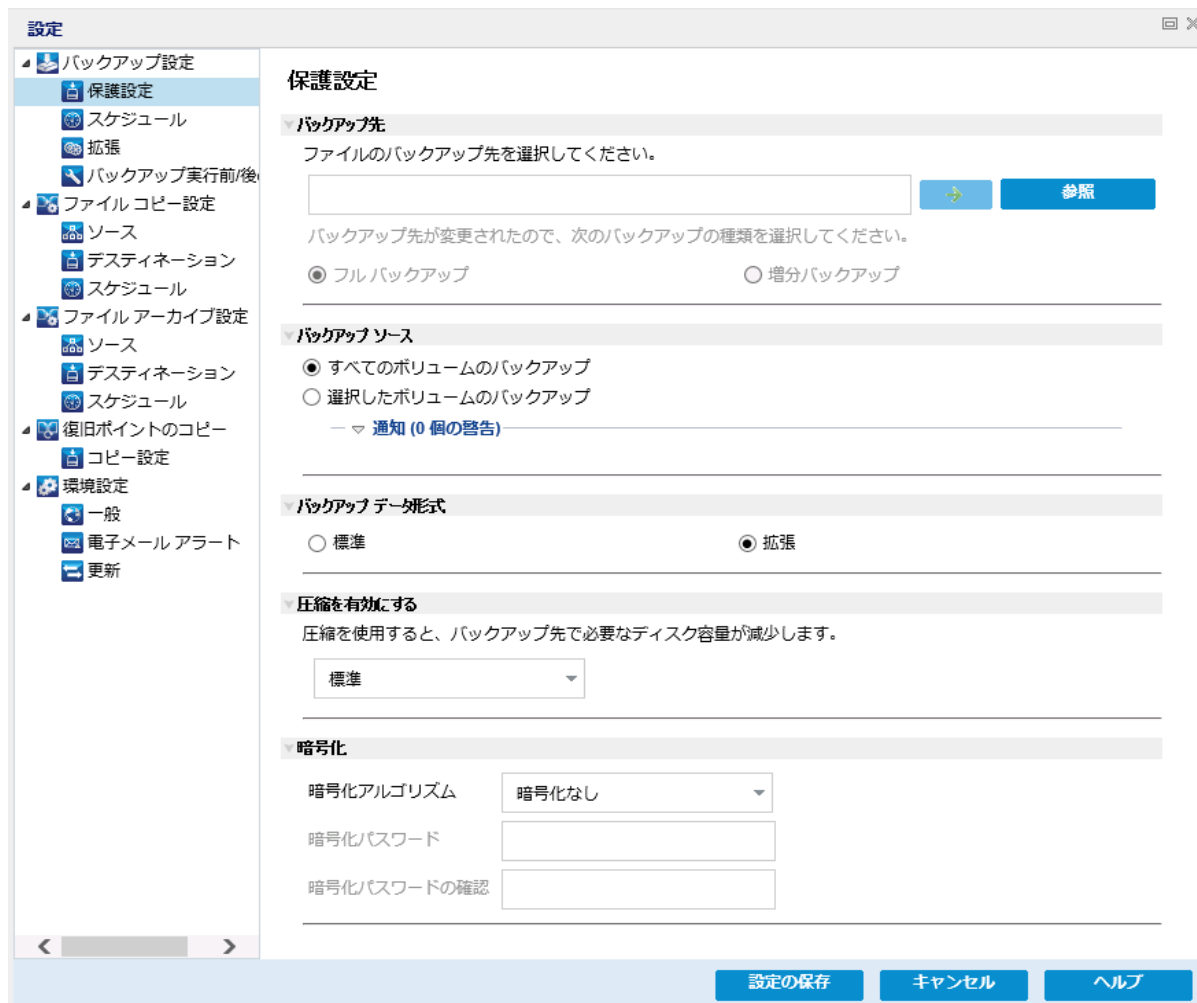 設定
バックアップ設定
保護設定
スケジュール
拡張
バックアップ実行前/後
ファイル コピー設定
ソース
デスティネーション
スケジュール
ファイル アーカイブ設定
ソース
デスティネーション
スケジュール
復旧ポイントのコピー
コピー設定
環境設定
一般
電子メール アラート
更新
保護設定
バックアップ先
ファイルのバックアップ先を選択してください。
参照
バックアップ先が変更されたので、次のバックアップの種類を選択してください。
フル バックアップ 増分バックアップ
バックアップ ソース
すべてのボリュームのバックアップ
選択したボリュームのバックアップ
通知 (0 個の警告)
バックアップ データ形式
標準 拡張
圧縮を有効にする
圧縮を使用すると、バックアップ先で必要なディスク容量が減少します。
標準
暗号化
暗号化アルゴリズム 暗号化なし
暗号化パスワード
暗号化パスワードの確認
設定の保存 キャンセル ヘルプ